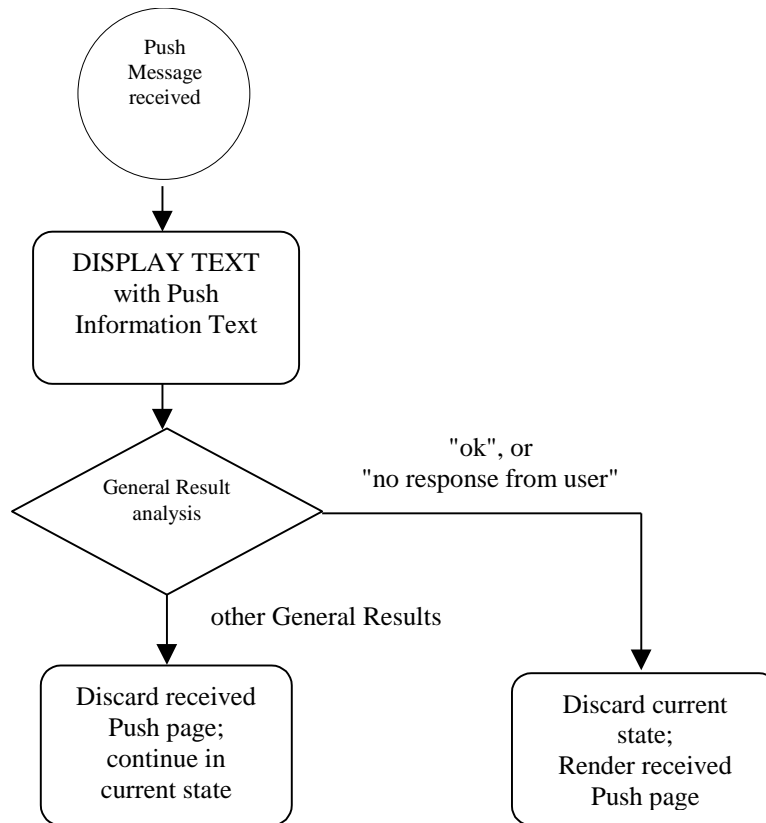 Push
Message
received
DISPLAY TEXT
with Push
Information Text
General Result
analysis
"ok", or
"no response from user"
other General Results
Discard received
Push page;
continue in
current state
Discard current
state;
Render received
Push page